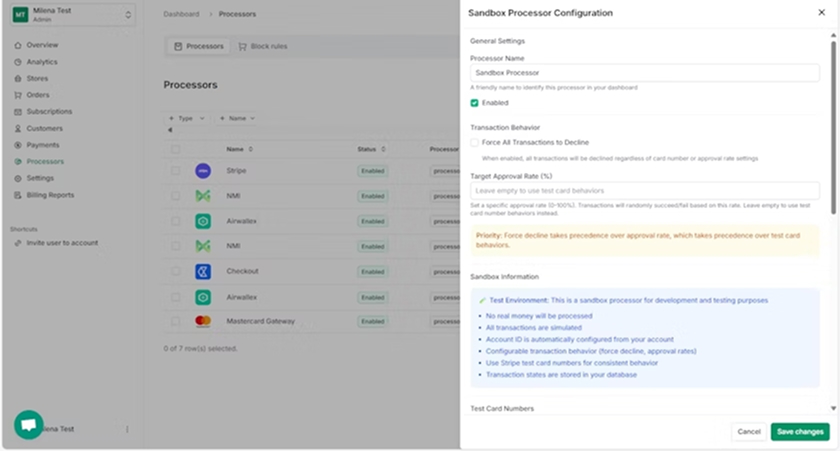 MT
Milena Test
Admin
Overview
Analytics
Stores
Orders
Subscriptions
Customers
Payments
Processors
Settings
Billing Reports
Shortcuts
Invite user to account
Dashboard > Processors
Processors
Block rules
Processors
+ Type
+ Name
Name
Status
Processor
Stripe
Enabled
processo
NMI
Enabled
processo
Airwallex
Enabled
processo
NMI
Enabled
processo
Checkout
Enabled
processo
Airwallex
Enabled
processo
Mastercard Gateway
Enabled
processo
0 of 7 row(s) selected.
lena Test
Sandbox Processor Configuration
General Settings
Processor Name
Sandbox Processor
A friendly name to identify this processor in your dashboard
Enabled
Transaction Behavior
Force All Transactions to Decline
When enabled, all transactions will be declined regardless of card number or approval rate settings
Target Approval Rate (%)
Leave empty to use test card behaviors
Set a specific approval rate (0-100%). Transactions will randomly succeed/fail based on this rate. Leave empty to use test
card number behaviors instead.
Priority: Force decline takes precedence over approval rate, which takes precedence over test card
behaviors.
Sandbox Information
Test Environment: This is a sandbox processor for development and testing purposes
• No real money will be processed
• All transactions are simulated
• Account ID is automatically configured from your account
• Configurable transaction behavior (force decline, approval rates)
• Use Stripe test card numbers for consistent behavior
• Transaction states are stored in your database
Test Card Numbers
Cancel
Save changes